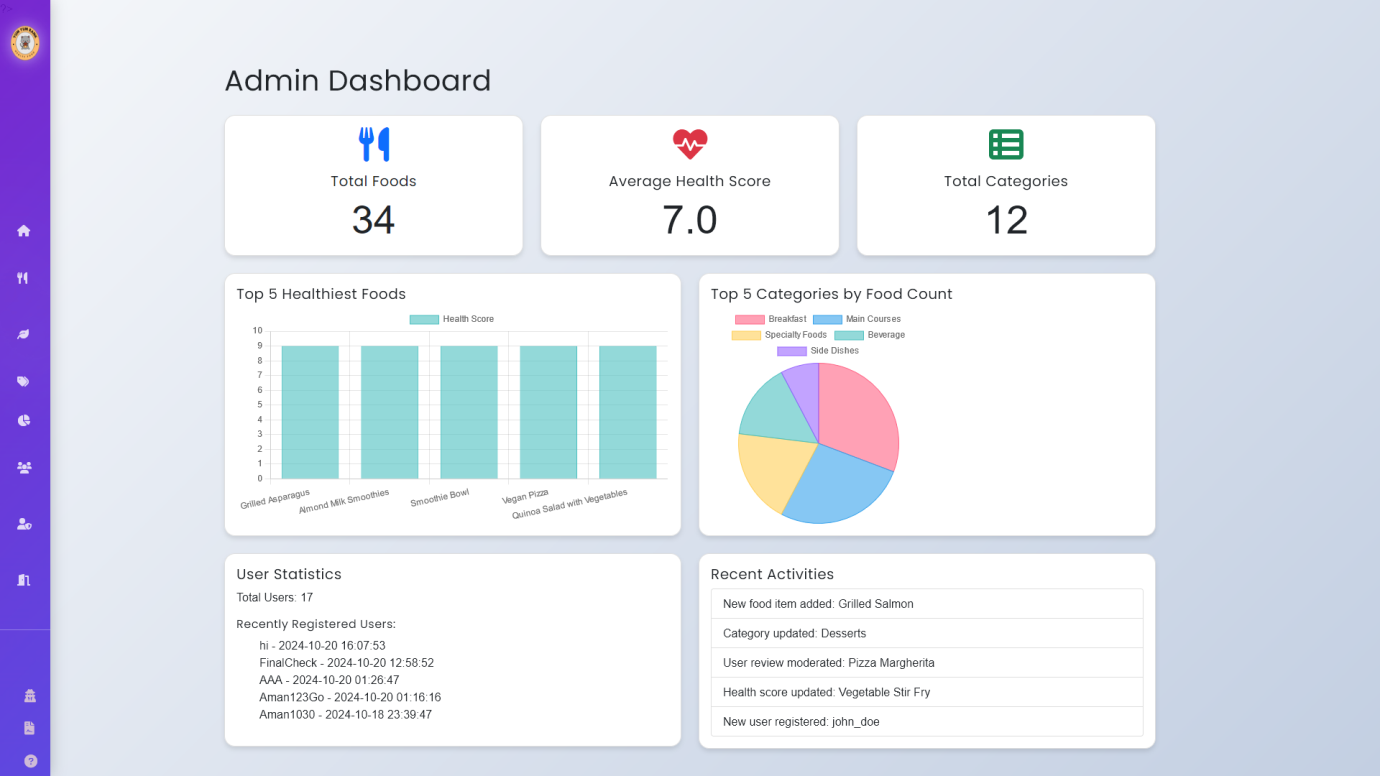 ?>
Admin Dashboard
Total Foods
34
Average Health Score
7.0
Total Categories
12
Top 5 Healthiest Foods
Health Score
10
9
8
7
6
5
4
3
2
1
0
Grilled Asparagus
Almond Milk Smoothies
Smoothie Bowl
Vegan Pizza
Quinoa Salad with Vegetables
Top 5 Categories by Food Count
Breakfast Main Courses
Specialty Foods Beverage
Side Dishes
User Statistics
Total Users: 17
Recently Registered Users:
hi - 2024-10-20 16:07:53
FinalCheck - 2024-10-20 12:58:52
AAA - 2024-10-20 01:26:47
Aman123Go - 2024-10-20 01:16:16
Aman1030 - 2024-10-18 23:39:47
Recent Activities
New food item added: Grilled Salmon
Category updated: Desserts
User review moderated: Pizza Margherita
Health score updated: Vegetable Stir Fry
New user registered: john_doe